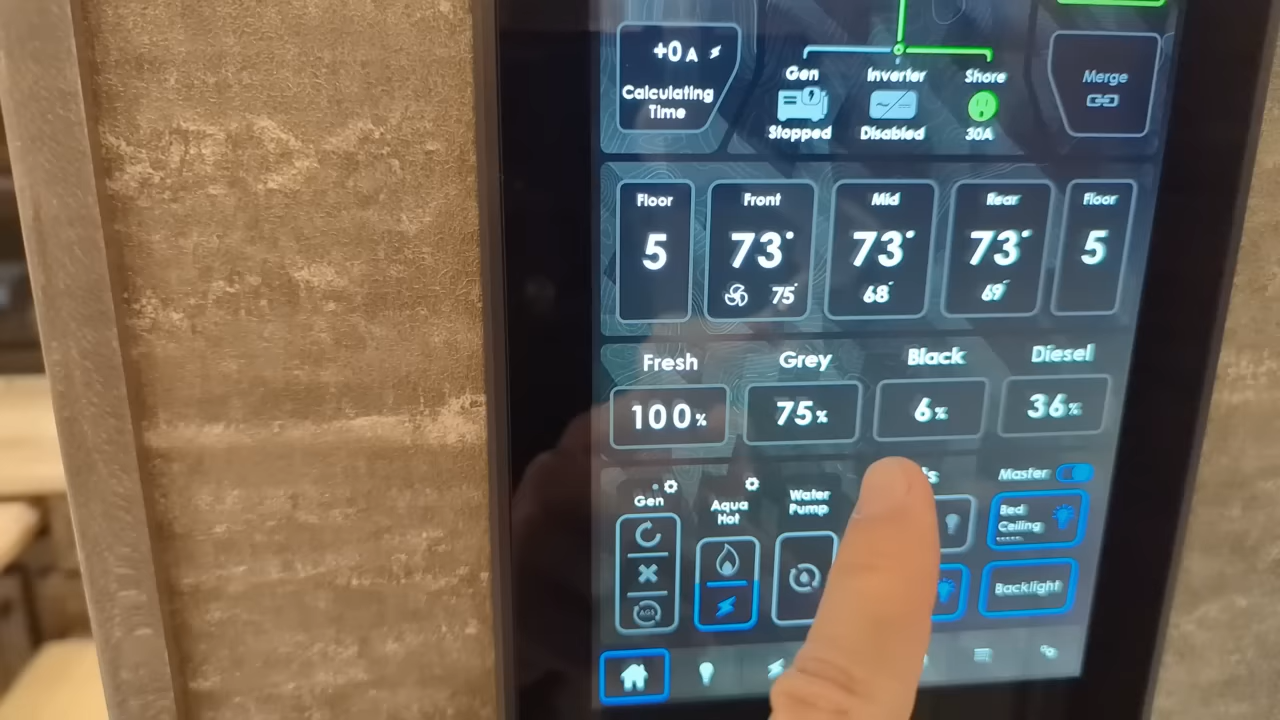 +0 A
Calculating
Time
Gen
Stopped
Inverter
Disabled
Shore
30A
Merge
Floor
5
Front
73°
75°
Mid
73°
68°
Rear
73°
69°
Floor
5
Fresh
100%
Grey
75%
Black
6%
Diesel
36%
Gen
AGS
Aqua
Hot
Water
Pump
Master
Bed
Ceiling
Backlight